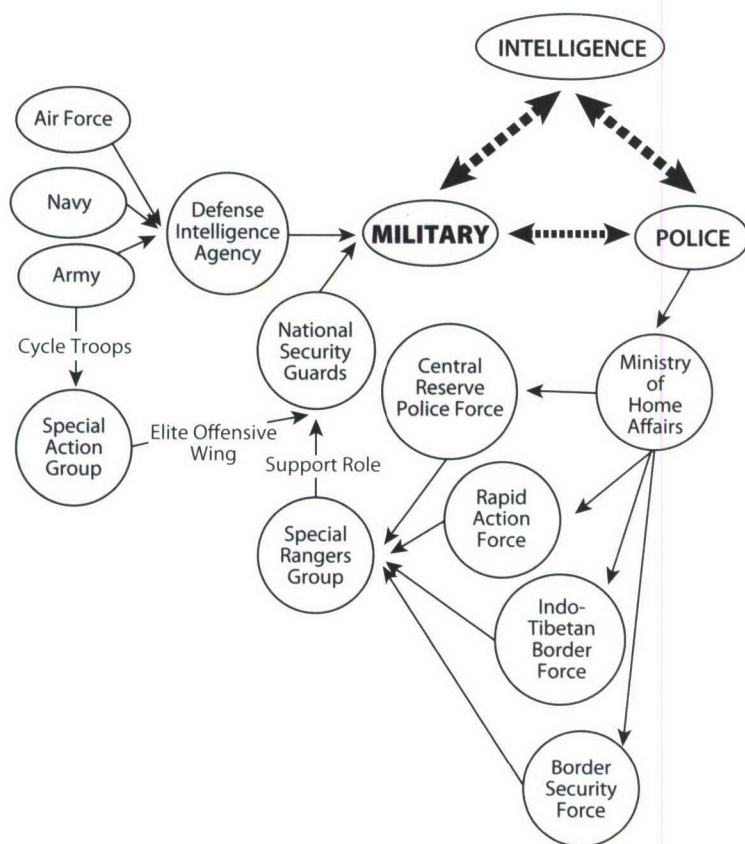 INTELLIGENCE
Air Force
Navy
Army
Defense
Intelligence
Agency
MILITARY
POLICE
Cycle Troops
National
Security
Guards
Central
Reserve
Police Force
Ministry
of
Home
Affairs
Special
Action
Group
Elite Offensive
Wing
Support Role
Rapid
Action
Force
Special
Rangers
Group
Indo-
Tibetan
Border
Force
Border
Security
Force